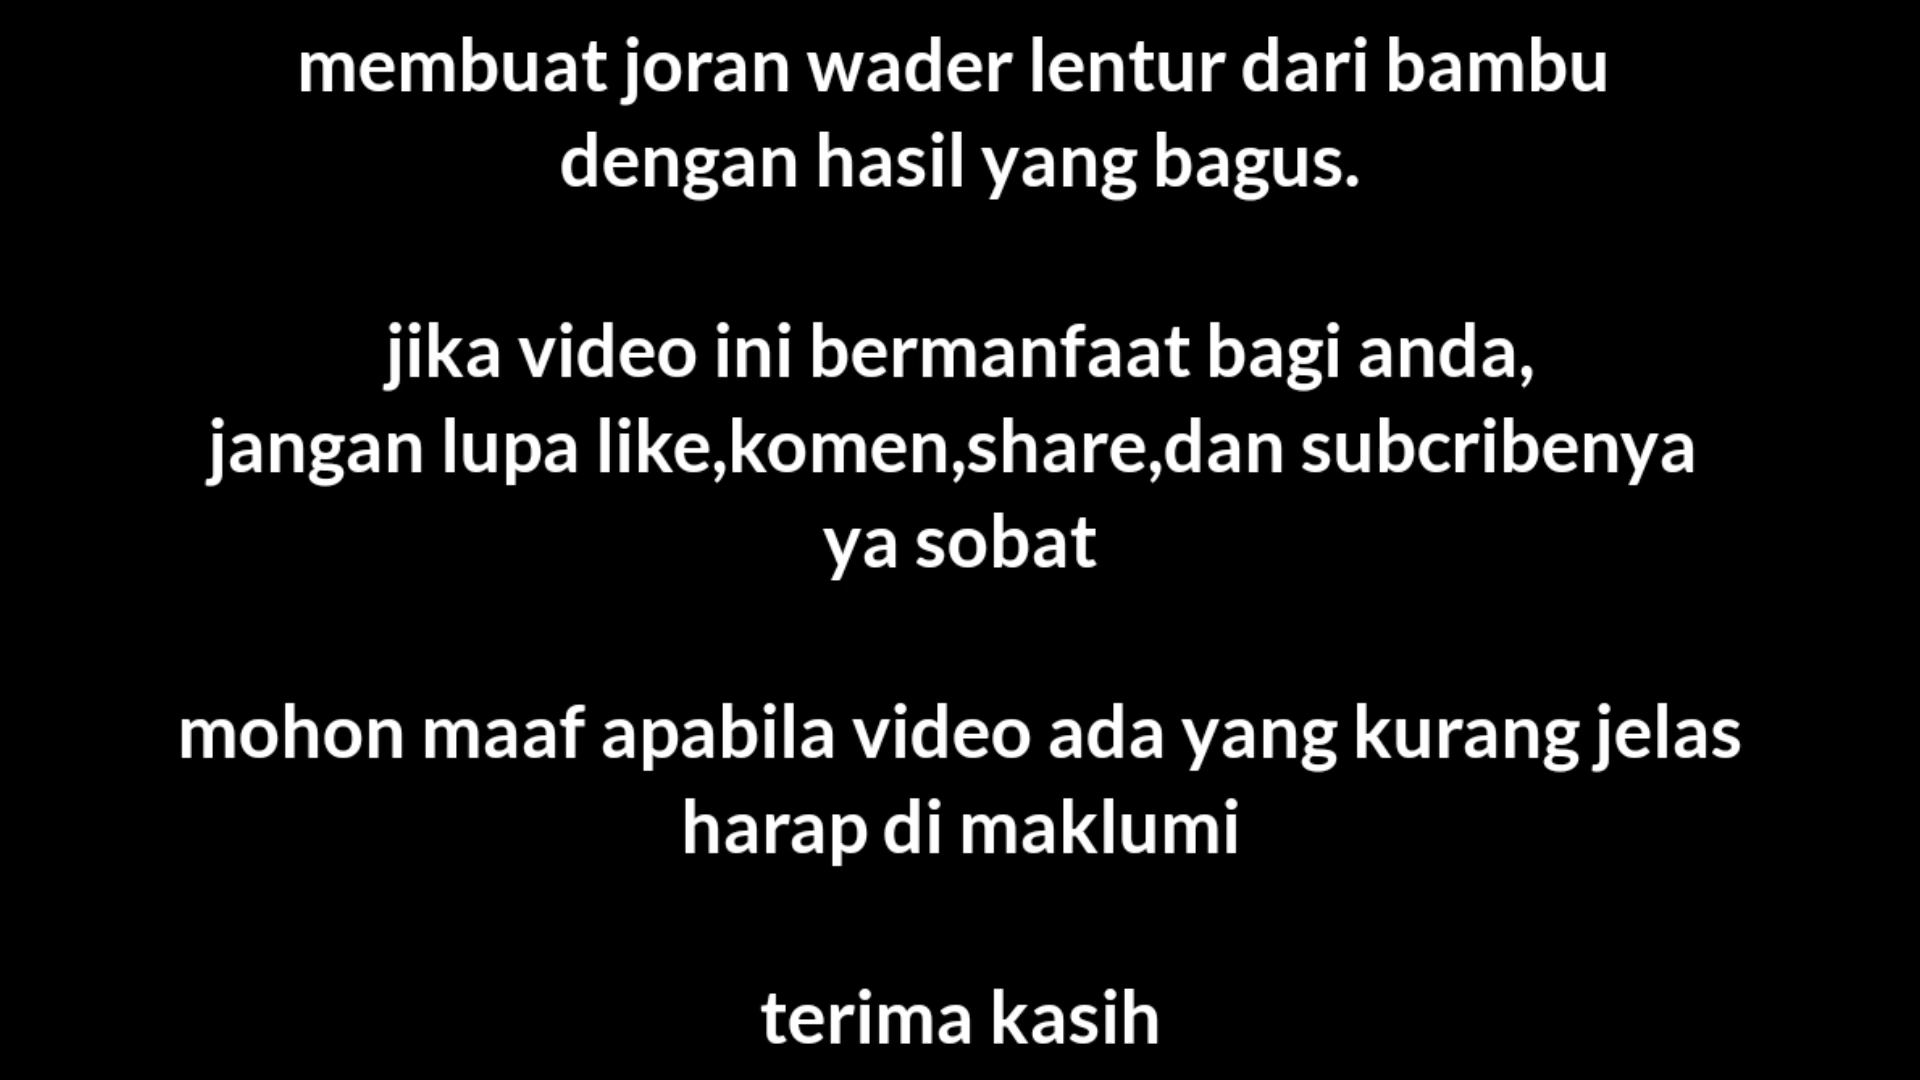 membuat joran wader lentur dari bambu
dengan hasil yang bagus.
jika video ini bermanfaat bagi anda,
jangan lupa like,komen,share,dan subcribenya
ya sobat
mohon maaf apabila video ada yang kurang jelas
harap di maklumi
terima kasih